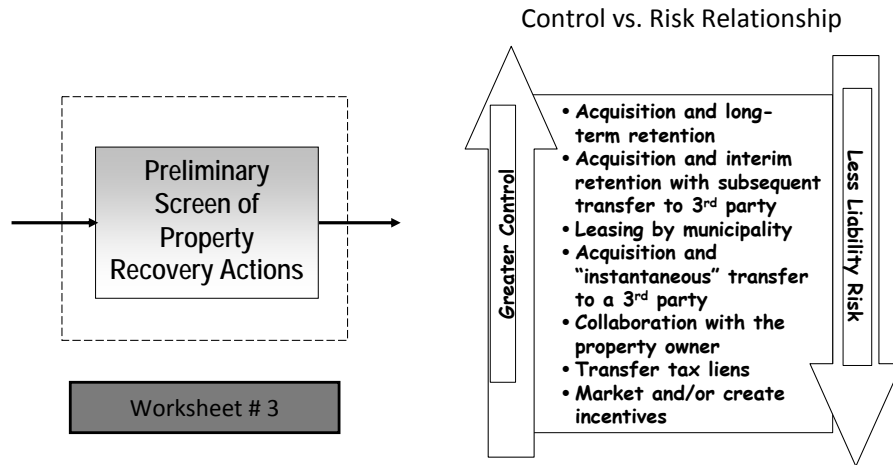 Control vs. Risk Relationship
Preliminary
Screen of
Property
Recovery Actions
Worksheet # 3
Greater Control
• Acquisition and long-
term retention
• Acquisition and interim
retention with subsequent
transfer to 3rd party
• Leasing by municipality
• Acquisition and
“instantaneous” transfer
to a 3rd party
• Collaboration with the
property owner
• Transfer tax liens
• Market and/or create
incentives
Less Liability Risk